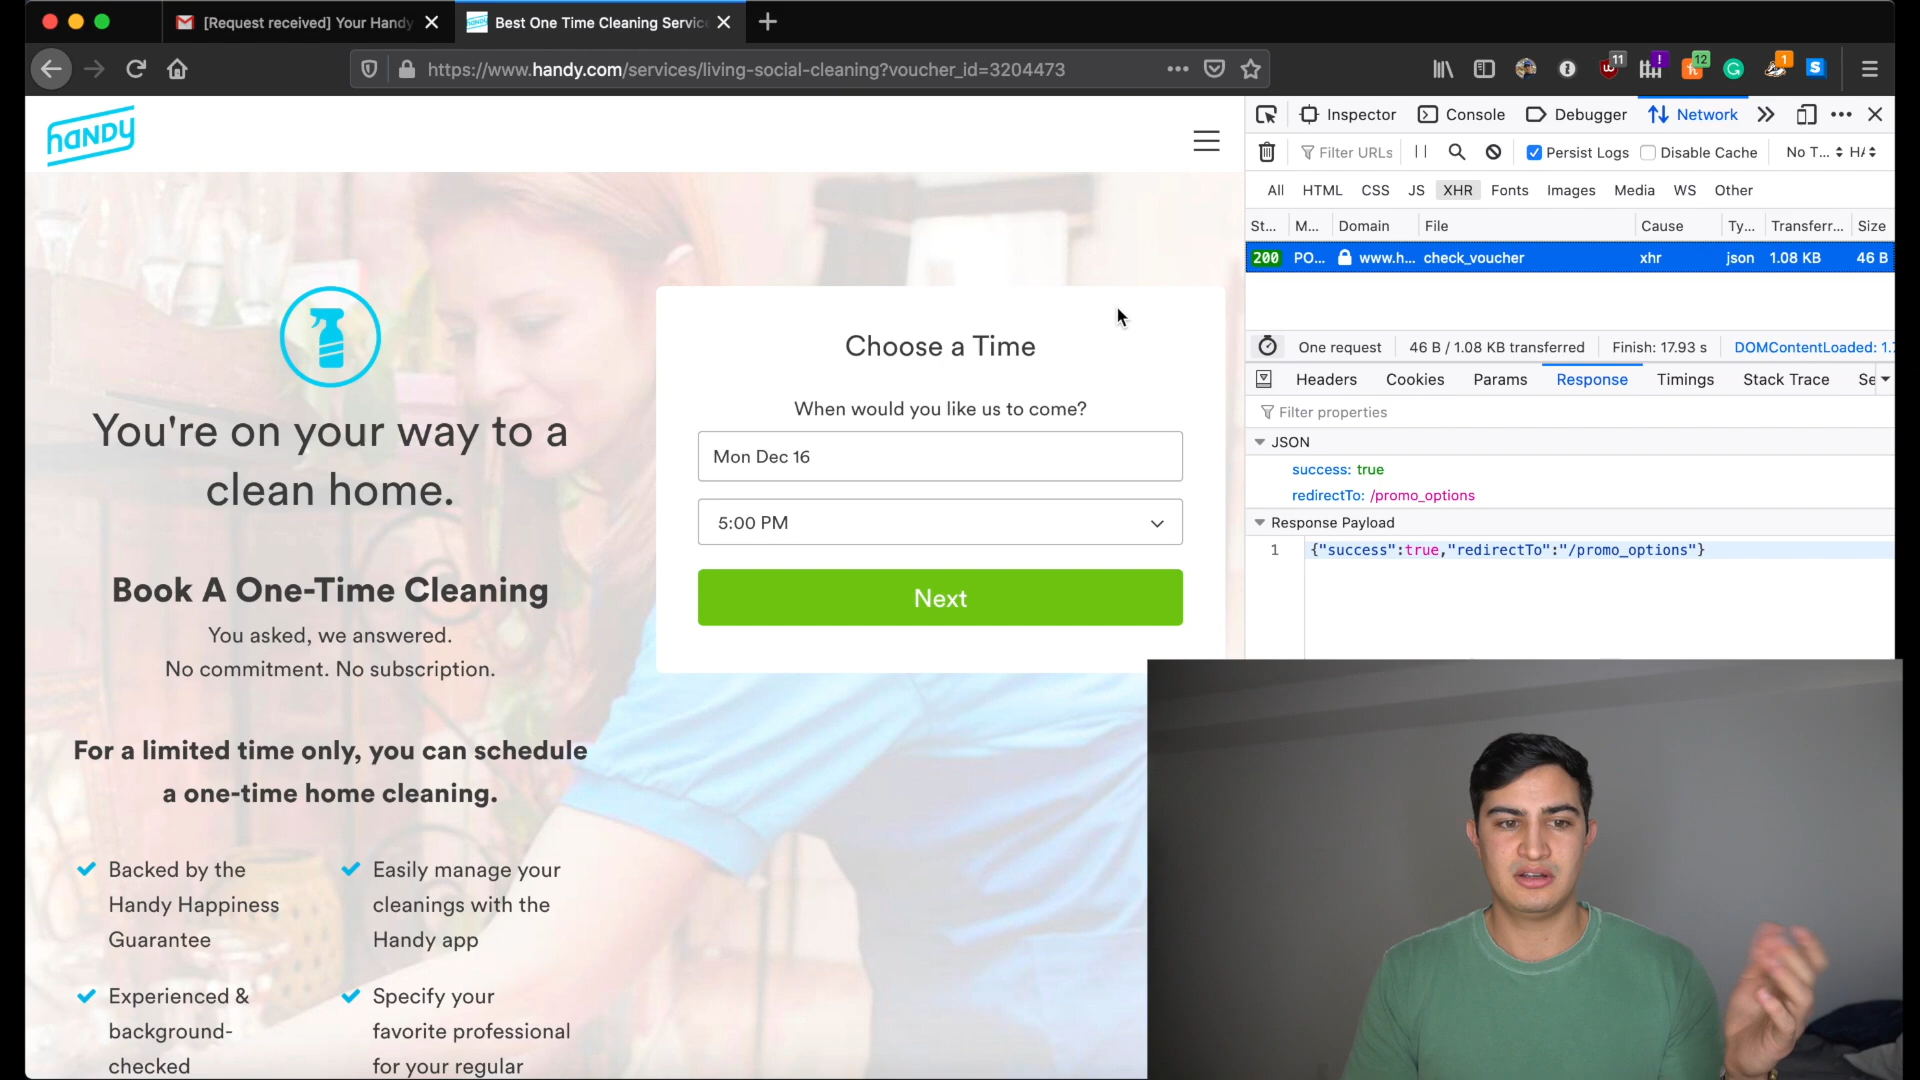 [Request received] Your Handy
Best One Time Cleaning Servic
https://www.handy.com/services/living-social-cleaning?voucher_id=3204473
11
!
12
1
HANDY
Inspector
Console
Debugger
Network
Filter URLs
Persist Logs
Disable Cache
No T...
HA
All
HTML
CSS
JS
XHR
Fonts
Images
Media
WS
Other
St...
M...
Domain
File
Cause
Ty...
Transferr...
Size
200
PO...
www.h...
check_voucher
xhr
json
1.08 KB
46 B
One request
46 B / 1.08 KB transferred
Finish: 17.93 s
DOMContentLoaded: 1.
Headers
Cookies
Params
Response
Timings
Stack Trace
Se
Filter properties
JSON
success: true
redirectTo: /promo_options
Response Payload
1
{"success":true,"redirectTo":"/promo_options"}
You're on your way to a
clean home.
Book A One-Time Cleaning
You asked, we answered.
No commitment. No subscription.
For a limited time only, you can schedule
a one-time home cleaning.
Backed by the
Handy Happiness
Guarantee
Easily manage your
cleanings with the
Handy app
Experienced &
background-
checked
Specify your
favorite professional
for your regular
Choose a Time
When would you like us to come?
Mon Dec 16
5:00 PM
Next